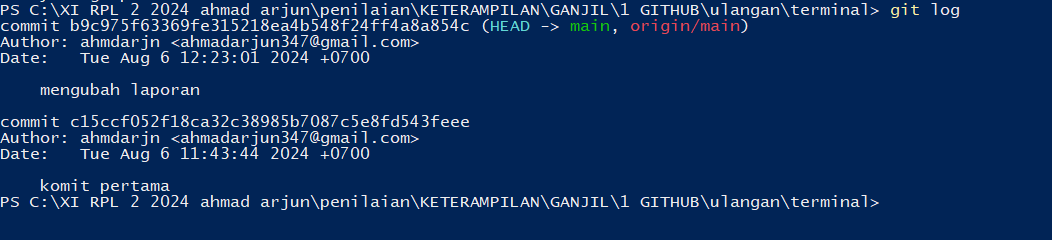 PS C:\XI RPL 2 2024 ahmad arjun\penilaian\KETERAMPILAN\GANJIL\1 GITHUB\ulangan\terminal> git log
commit b9c975f63369fe315218ea4b548f24ff4a8a854c (HEAD -> main, origin/main)
Author: ahmdarjn <ahmadarjun347@gmail.com>
Date:   Tue Aug 6 12:23:01 2024 +0700
    mengubah laporan
commit c15ccf052f18ca32c38985b7087c5e8fd543feee
Author: ahmdarjn <ahmadarjun347@gmail.com>
Date:   Tue Aug 6 11:43:44 2024 +0700
    komit pertama
PS C:\XI RPL 2 2024 ahmad arjun\penilaian\KETERAMPILAN\GANJIL\1 GITHUB\ulangan\terminal>